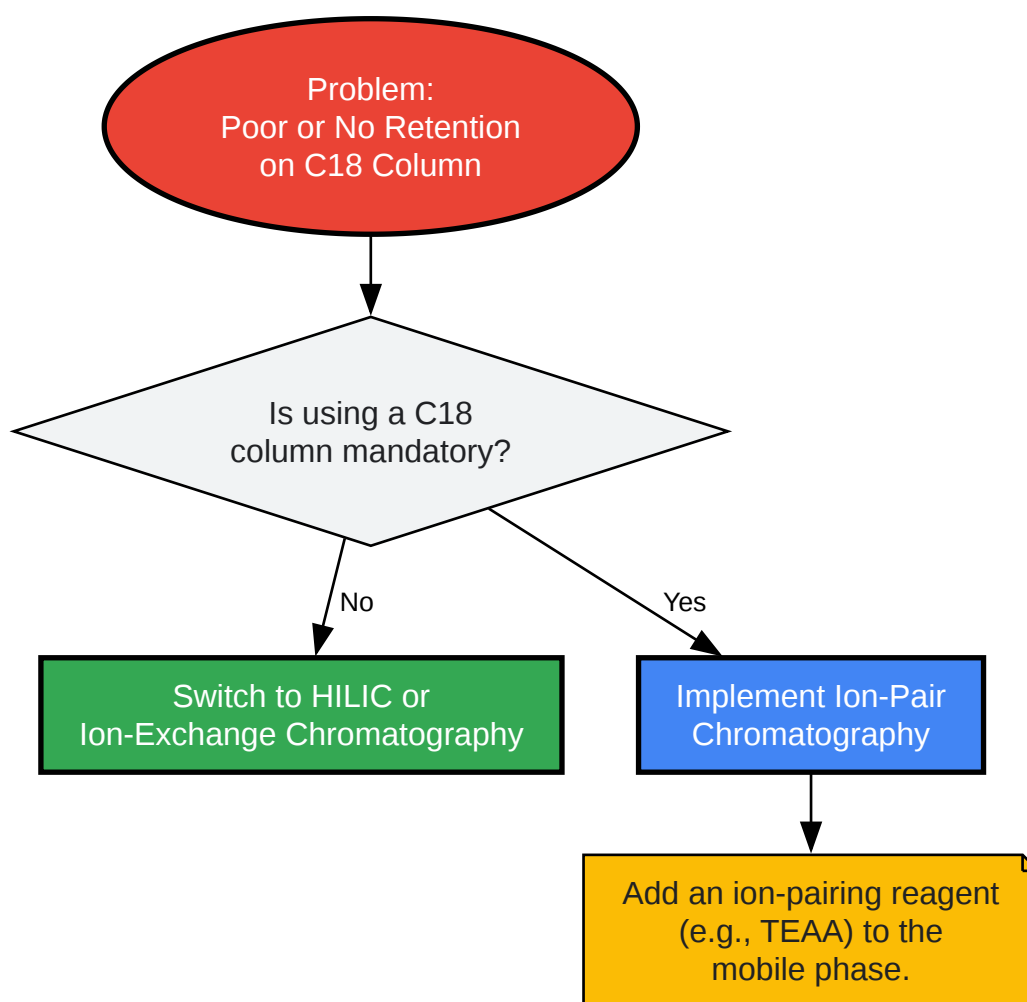 Problem:
Poor or No Retention
on C18 Column
Is using a C18
column mandatory?
No
Yes
Switch to HILIC or
Ion-Exchange Chromatography
Implement Ion-Pair
Chromatography
Add an ion-pairing reagent
(e.g., TEAA) to the
mobile phase.